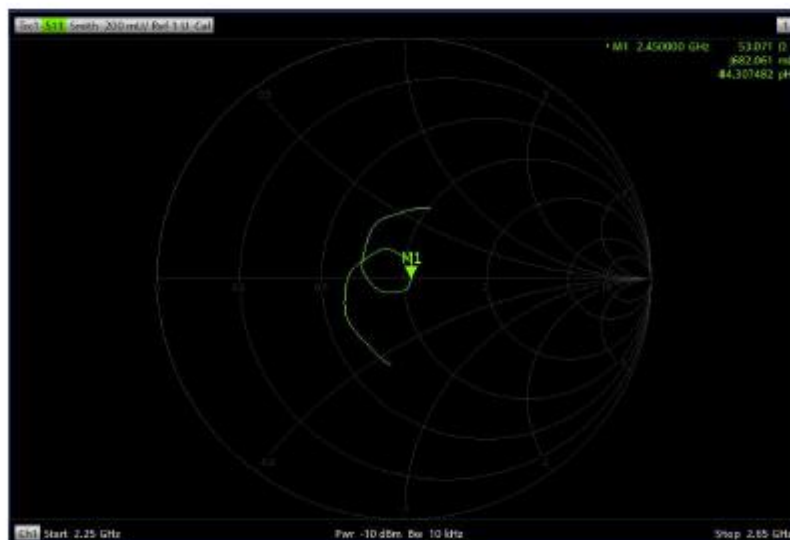 Trc1 S11 Smith 200 mU/ Ref 1 U Cal
1
• M1 2.450000 GHz 53.071 Ω
j682.061 mΩ
44.307482 pH
M1
Ch1 Start 2.25 GHz Pwr -10 dBm Bw 10 kHz Stop 2.65 GHz